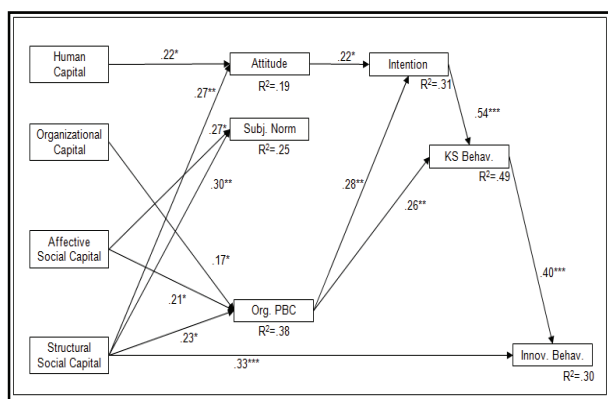 Human
Capital
.22*
Attitude
R²=.19
.22*
Intention
R²=.31
.27**
.27*
.54***
Organizational
Capital
Subj. Norm
R²=.25
KS Behav.
R²=.49
.30**
.28**
.26**
Affective
Social Capital
.17*
.21*
Org. PBC
R²=.38
.40***
.23*
Structural
Social Capital
.33***
Innov. Behav.
R²=.30